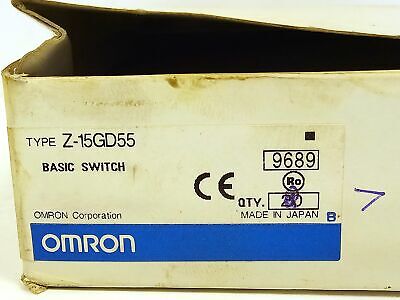 TYPE Z-15GD55
BASIC SWITCH
9689
CE
QTY.
OMRON Corporation
MADE IN JAPAN
B
OMRON